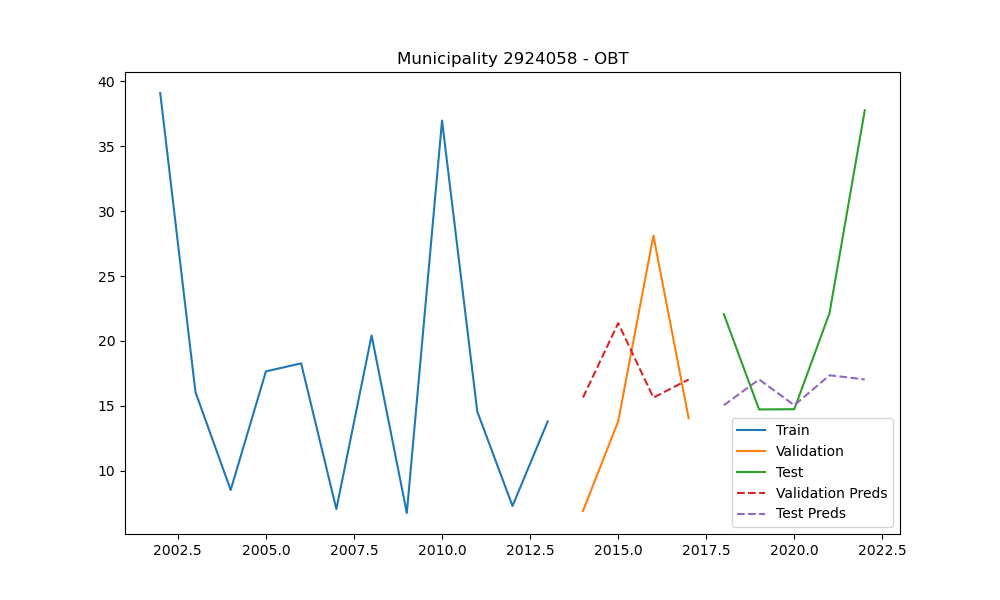 Municipality 2924058 - OBT
40
35
30
25
20
15
10
2002.5 2005.0 2007.5 2010.0 2012.5 2015.0 2017.5 2020.0 2022.5
Train
Validation
Test
Validation Preds
Test Preds